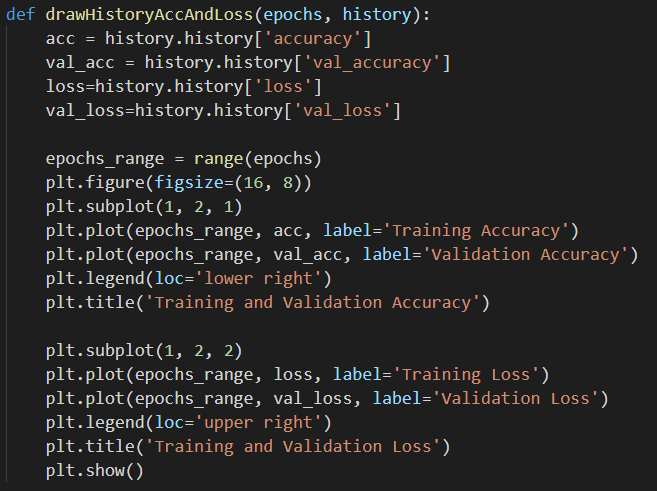 def drawHistoryAccAndLoss(epochs, history):
    acc = history.history['accuracy']
    val_acc = history.history['val_accuracy']
    loss=history.history['loss']
    val_loss=history.history['val_loss']

    epochs_range = range(epochs)
    plt.figure(figsize=(16, 8))
    plt.subplot(1, 2, 1)
    plt.plot(epochs_range, acc, label='Training Accuracy')
    plt.plot(epochs_range, val_acc, label='Validation Accuracy')
    plt.legend(loc='lower right')
    plt.title('Training and Validation Accuracy')

    plt.subplot(1, 2, 2)
    plt.plot(epochs_range, loss, label='Training Loss')
    plt.plot(epochs_range, val_loss, label='Validation Loss')
    plt.legend(loc='upper right')
    plt.title('Training and Validation Loss')
    plt.show()